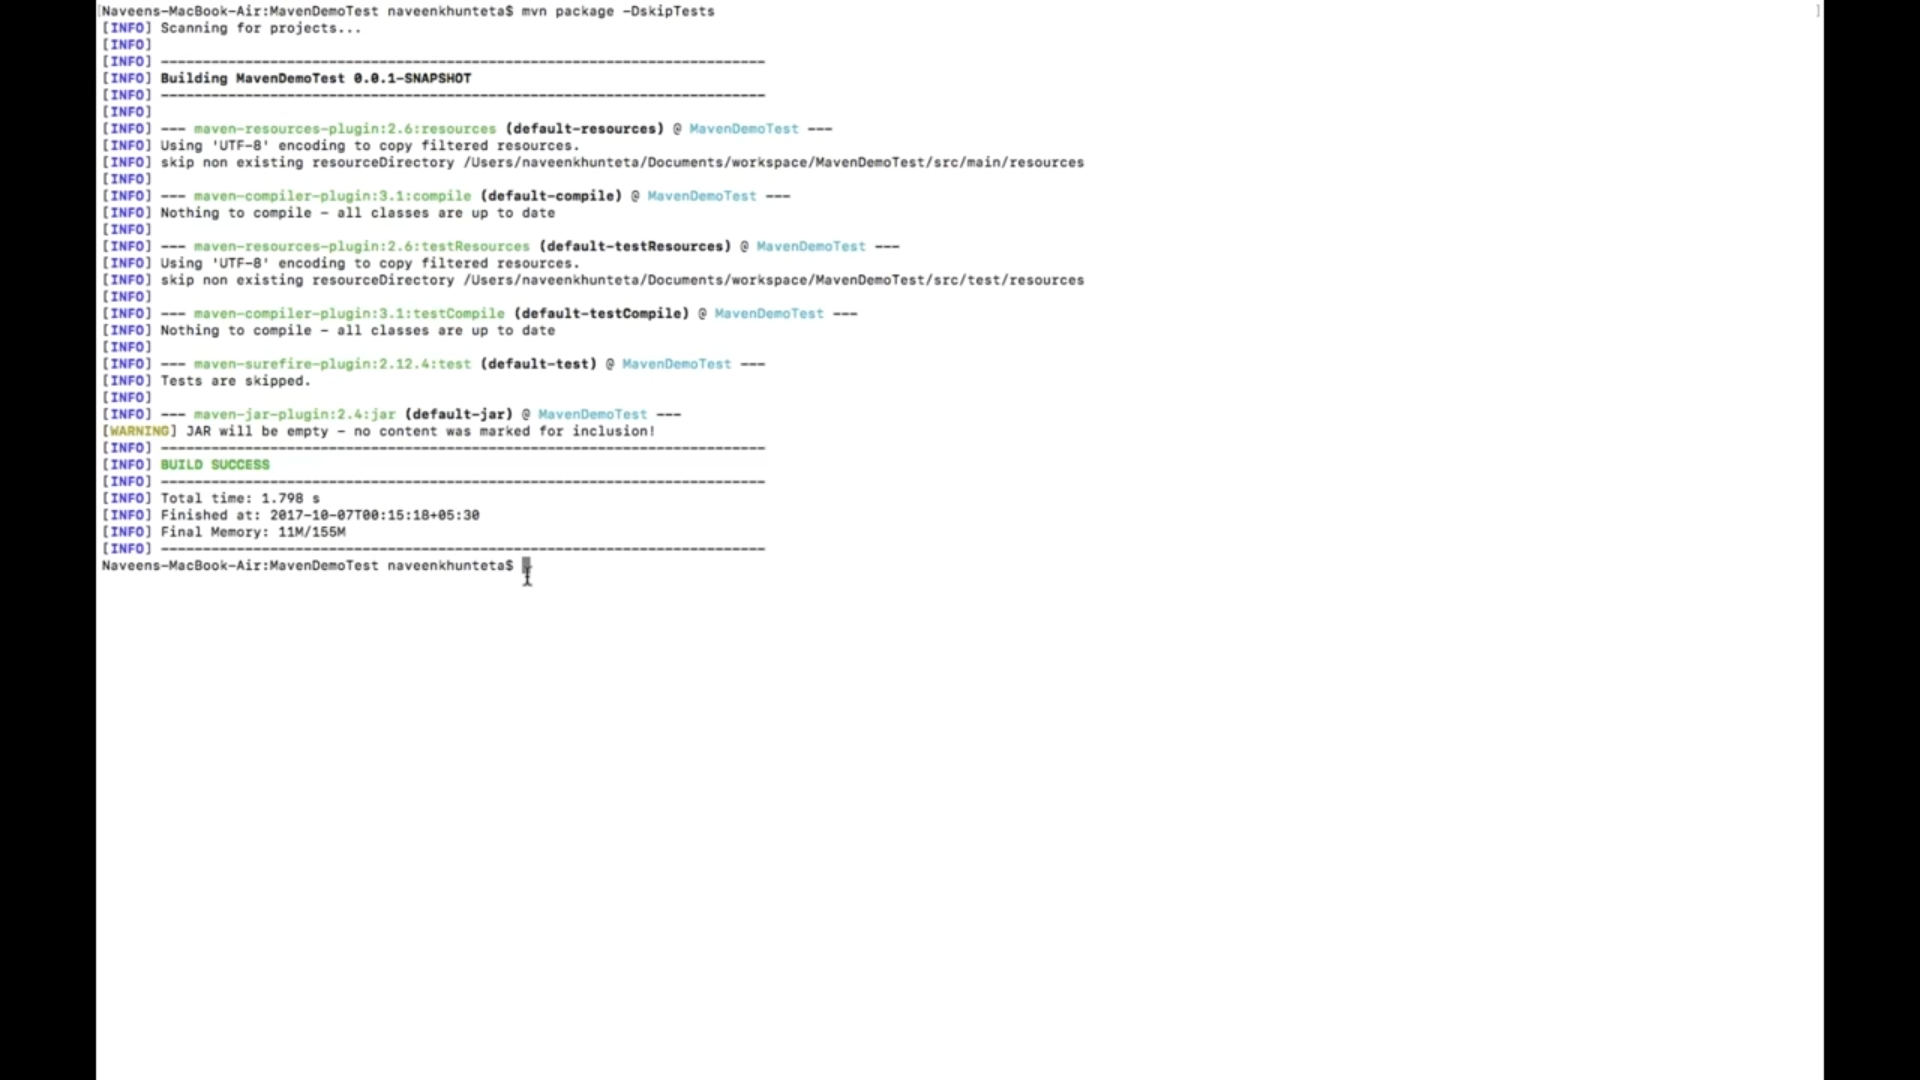 [Naveens-MacBook-Air:MavenDemoTest naveenkhunteta$ mvn package -DskipTests ]
[INFO] Scanning for projects...
[INFO]
[INFO] ------------------------------------------------------------------------
[INFO] Building MavenDemoTest 0.0.1-SNAPSHOT
[INFO] ------------------------------------------------------------------------
[INFO]
[INFO] --- maven-resources-plugin:2.6:resources (default-resources) @ MavenDemoTest ---
[INFO] Using 'UTF-8' encoding to copy filtered resources.
[INFO] skip non existing resourceDirectory /Users/naveenkhunteta/Documents/workspace/MavenDemoTest/src/main/resources
[INFO]
[INFO] --- maven-compiler-plugin:3.1:compile (default-compile) @ MavenDemoTest ---
[INFO] Nothing to compile - all classes are up to date
[INFO]
[INFO] --- maven-resources-plugin:2.6:testResources (default-testResources) @ MavenDemoTest ---
[INFO] Using 'UTF-8' encoding to copy filtered resources.
[INFO] skip non existing resourceDirectory /Users/naveenkhunteta/Documents/workspace/MavenDemoTest/src/test/resources
[INFO]
[INFO] --- maven-compiler-plugin:3.1:testCompile (default-testCompile) @ MavenDemoTest ---
[INFO] Nothing to compile - all classes are up to date
[INFO]
[INFO] --- maven-surefire-plugin:2.12.4:test (default-test) @ MavenDemoTest ---
[INFO] Tests are skipped.
[INFO]
[INFO] --- maven-jar-plugin:2.4:jar (default-jar) @ MavenDemoTest ---
[WARNING] JAR will be empty - no content was marked for inclusion!
[INFO] ------------------------------------------------------------------------
[INFO] BUILD SUCCESS
[INFO] ------------------------------------------------------------------------
[INFO] Total time: 1.798 s
[INFO] Finished at: 2017-10-07T00:15:18+05:30
[INFO] Final Memory: 11M/155M
[INFO] ------------------------------------------------------------------------
Naveens-MacBook-Air:MavenDemoTest naveenkhunteta$